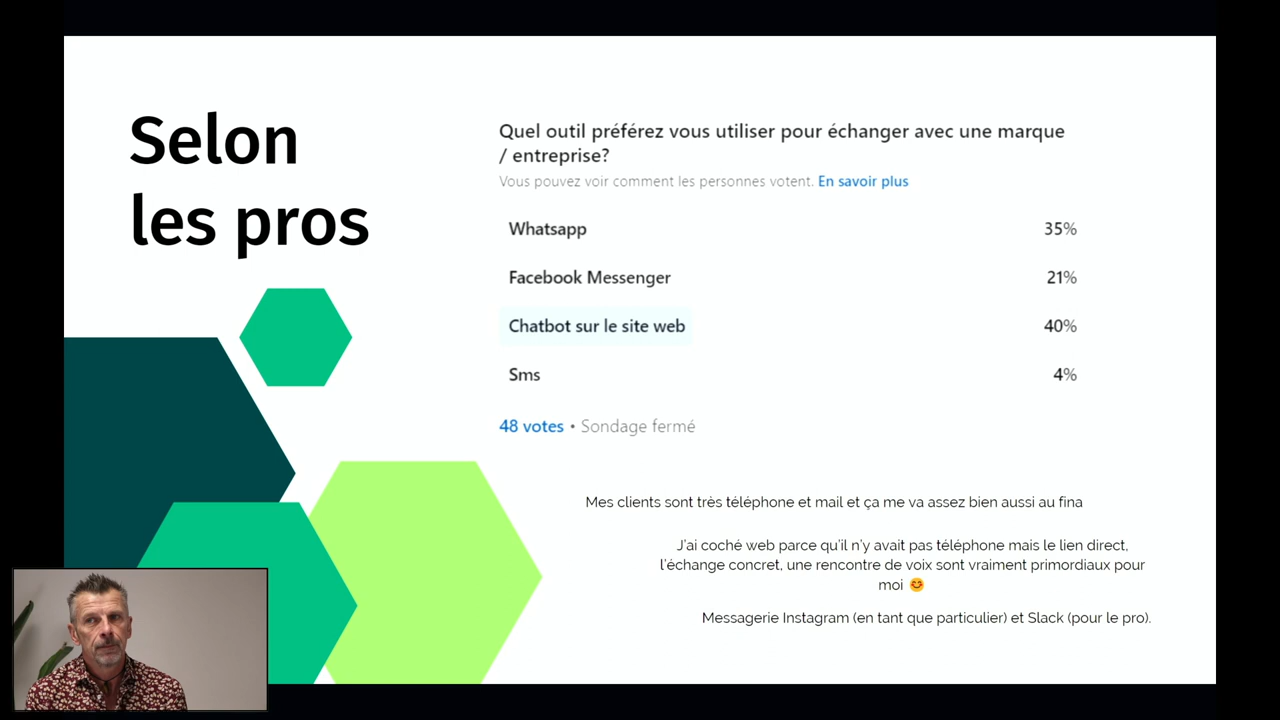 Selon
les pros
Quel outil préférez vous utiliser pour échanger avec une marque
/ entreprise?
Vous pouvez voir comment les personnes votent. En savoir plus
Whatsapp 35%
Facebook Messenger 21%
Chatbot sur le site web 40%
Sms 4%
48 votes • Sondage fermé
Mes clients sont très téléphone et mail et ça me va assez bien aussi au fina
J'ai coché web parce qu'il n'y avait pas téléphone mais le lien direct,
l'échange concret, une rencontre de voix sont vraiment primordiaux pour
moi 😊
Messagerie Instagram (en tant que particulier) et Slack (pour le pro).